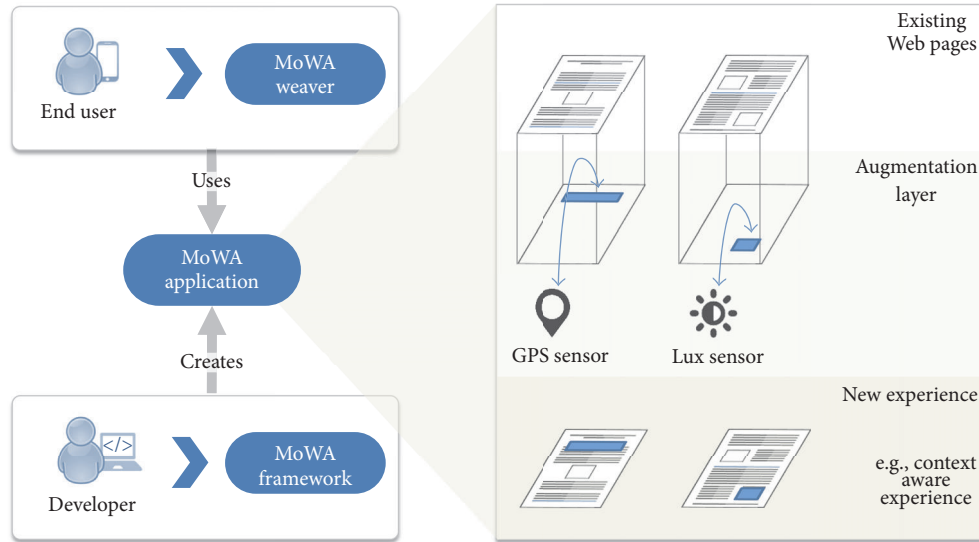 End user
MoWA
weaver
Uses
MoWA
application
Creates
</>
Developer
MoWA
framework
Existing
Web pages
Augmentation
layer
GPS sensor
Lux sensor
New experience
e.g., context
aware
experience